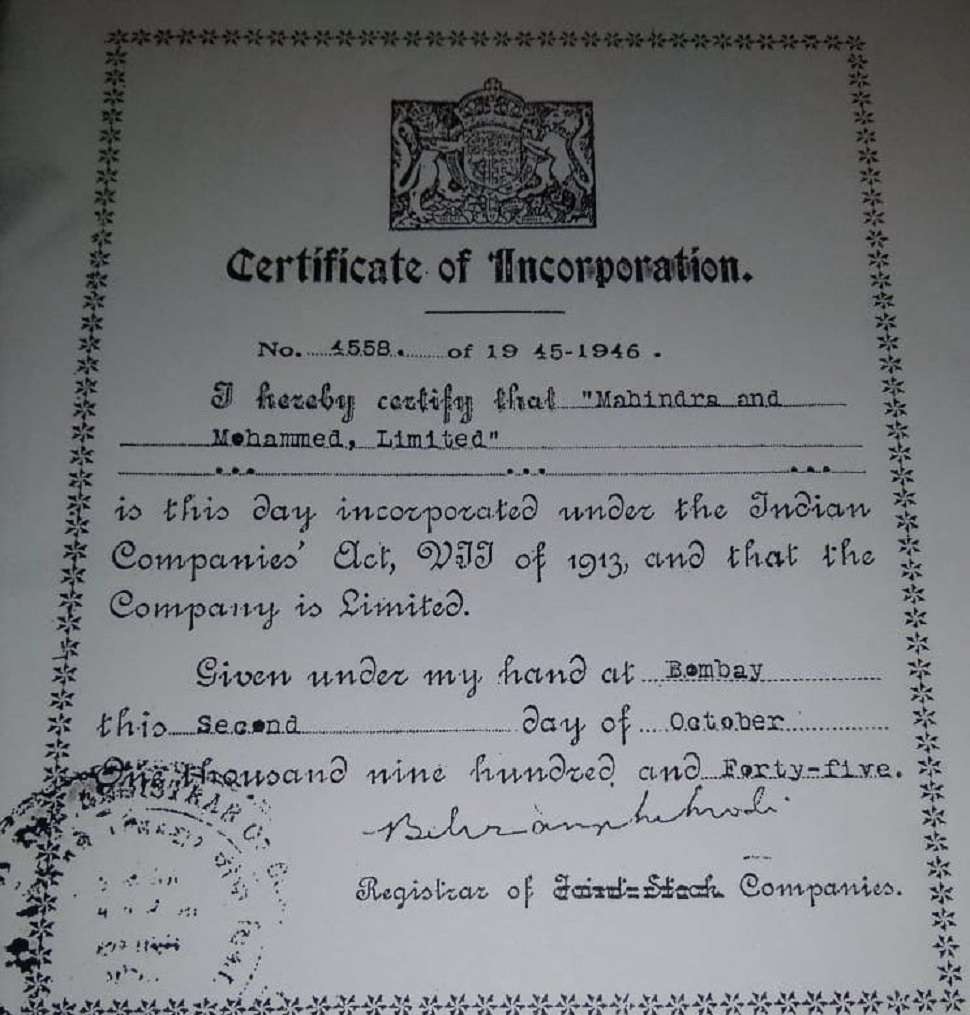 Certificate of Incorporation.
No. 4558. of 19 45-1946 .
I hereby certify that "Mahindra and
Mohammed, Limited"
... ... ...
is this day incorporated under the Indian
Companies' Act, VII of 1913, and that the
Company is Limited.
Given under my hand at Bombay
this Second day of October
One thousand nine hundred and Forty-five.
Registrar of Joint-Stock Companies.